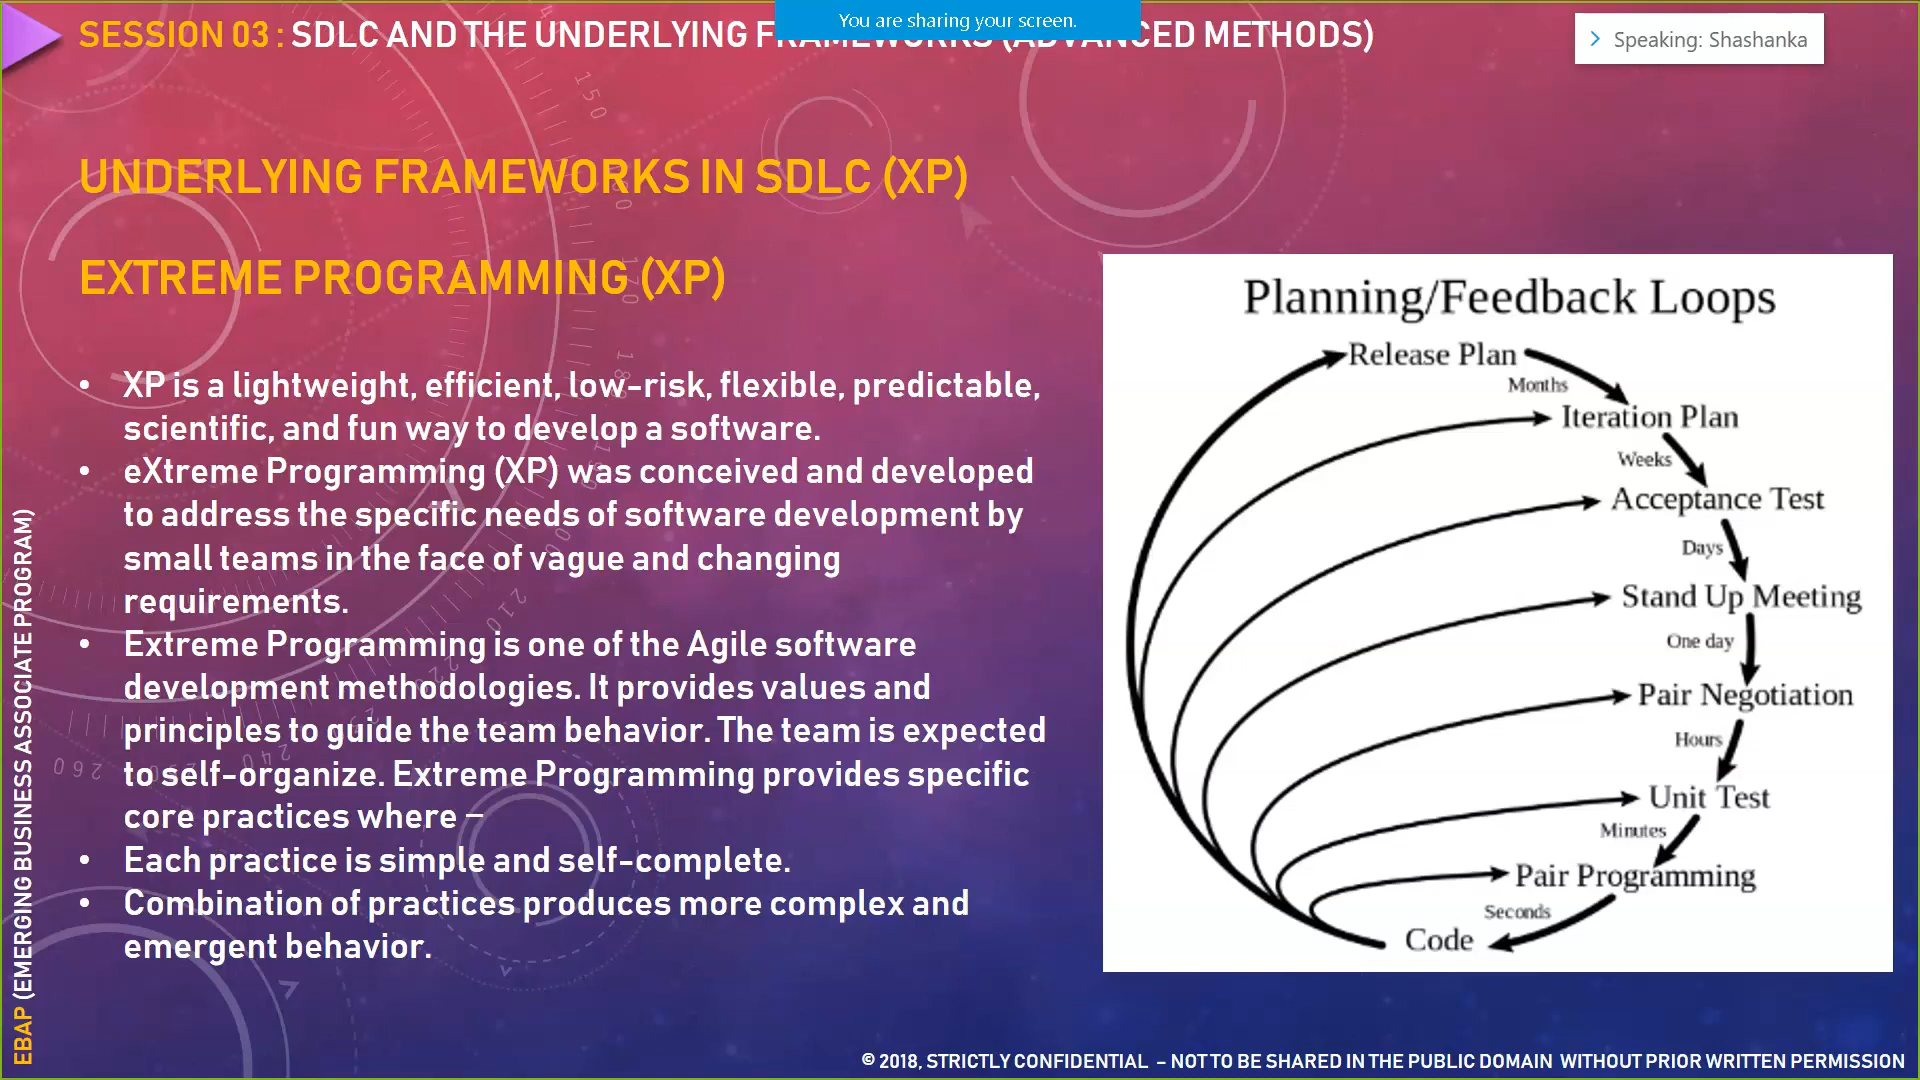 You are sharing your screen.
SESSION 03 : SDLC AND THE UNDERLYING FRAMEWORKS (ADVANCED METHODS)
Speaking: Shashanka
UNDERLYING FRAMEWORKS IN SDLC (XP)
EXTREME PROGRAMMING (XP)
• XP is a lightweight, efficient, low-risk, flexible, predictable,
scientific, and fun way to develop a software.
• eXtreme Programming (XP) was conceived and developed
to address the specific needs of software development by
small teams in the face of vague and changing
requirements.
• Extreme Programming is one of the Agile software
development methodologies. It provides values and
principles to guide the team behavior. The team is expected
to self-organize. Extreme Programming provides specific
core practices where –
• Each practice is simple and self-complete.
• Combination of practices produces more complex and
emergent behavior.
Planning/Feedback Loops
Release Plan
Months
Iteration Plan
Weeks
Acceptance Test
Days
Stand Up Meeting
One day
Pair Negotiation
Hours
Unit Test
Minutes
Pair Programming
Seconds
Code
EBAP (EMERGING BUSINESS ASSOCIATE PROGRAM)
© 2018, STRICTLY CONFIDENTIAL – NOT TO BE SHARED IN THE PUBLIC DOMAIN WITHOUT PRIOR WRITTEN PERMISSION
150
170
210
240
260